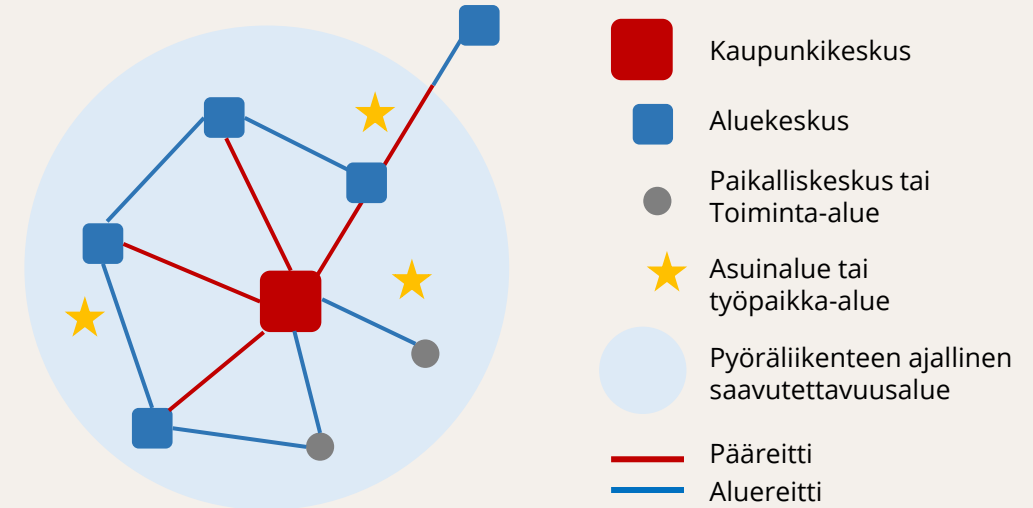 Kaupunkikeskus
Aluekeskus
Paikalliskeskus tai
Toiminta-alue
Asuinalue tai
työpaikka-alue
Pyöräliikenteen ajallinen
saavutettavuusalue
Pääreitti
Aluereitti